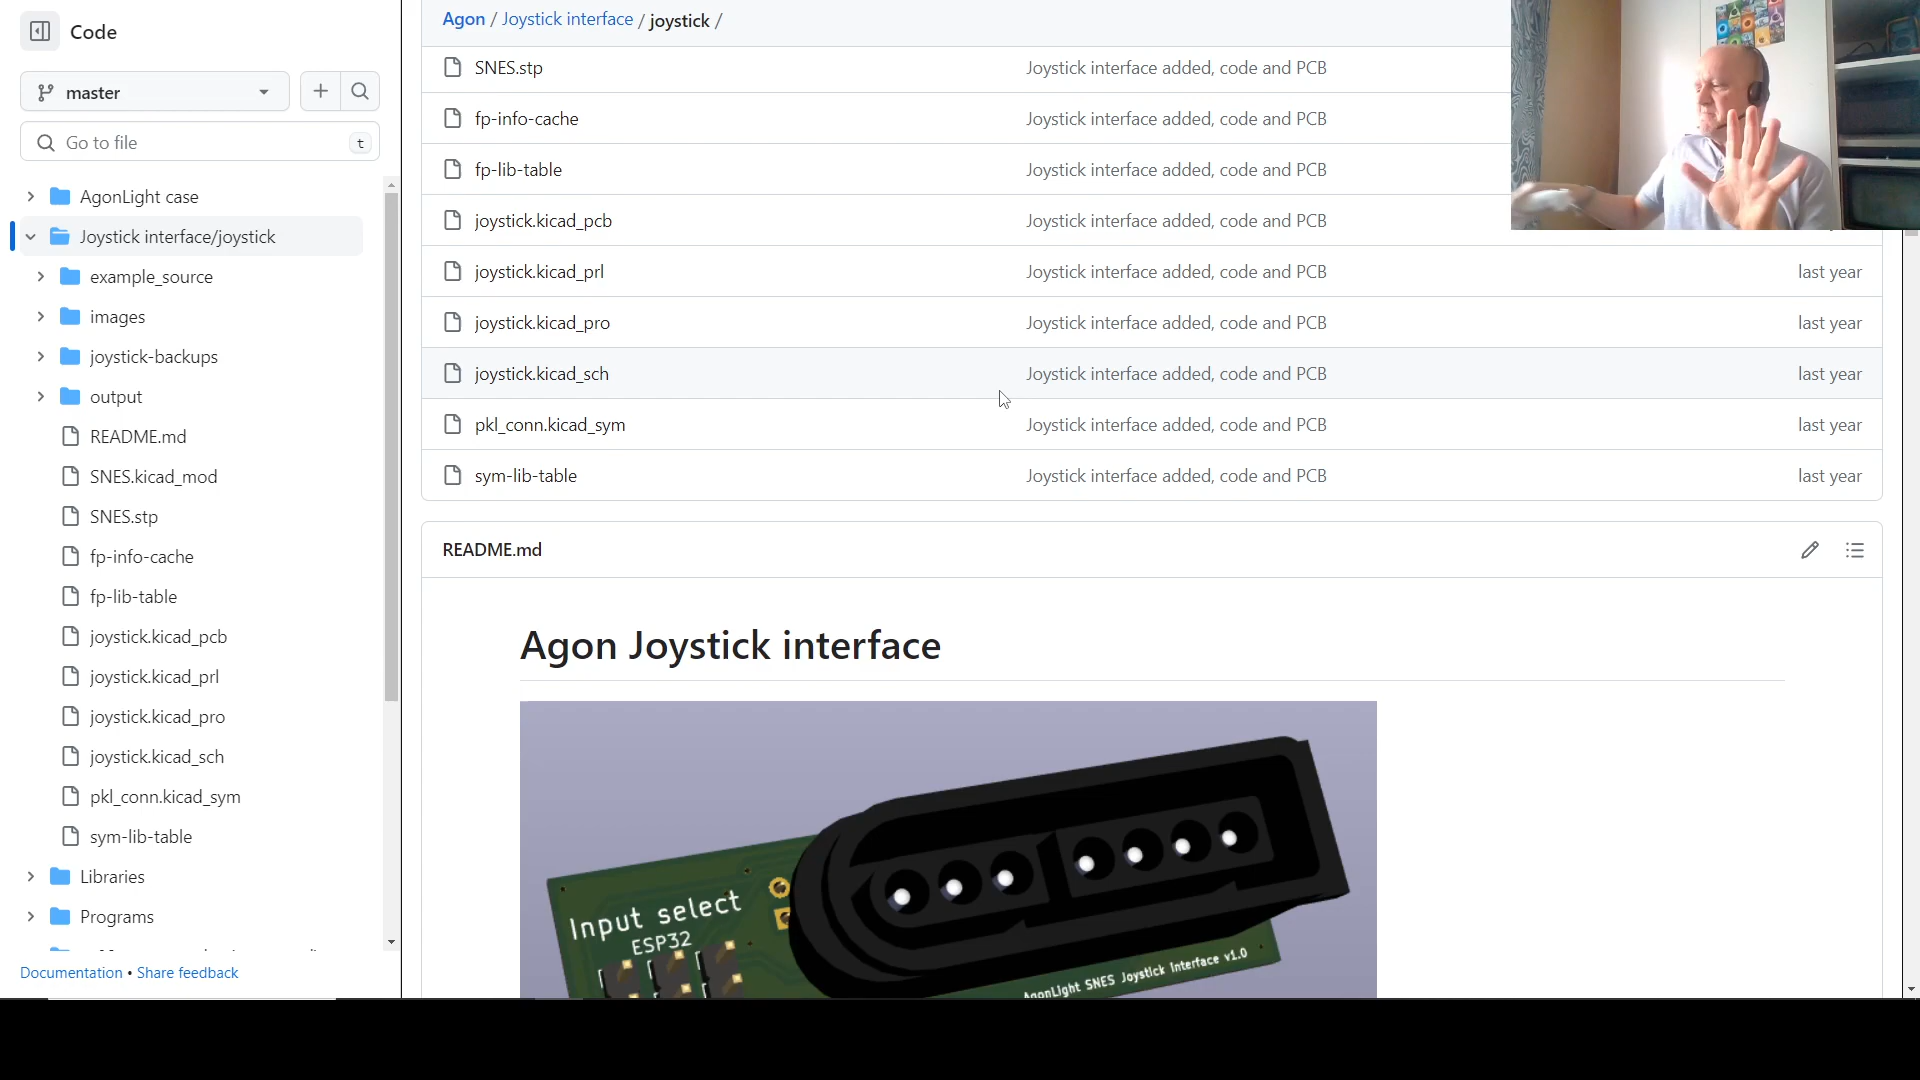 Code
master
Go to file
t
AgonLight case
Joystick interface/joystick
example_source
images
joystick-backups
output
README.md
SNES.kicad_mod
SNES.stp
fp-info-cache
fp-lib-table
joystick.kicad_pcb
joystick.kicad_prl
joystick.kicad_pro
joystick.kicad_sch
pkl_conn.kicad_sym
sym-lib-table
Libraries
Programs
Documentation • Share feedback
Agon / Joystick interface / joystick /
SNES.stp Joystick interface added, code and PCB
fp-info-cache Joystick interface added, code and PCB
fp-lib-table Joystick interface added, code and PCB
joystick.kicad_pcb Joystick interface added, code and PCB
joystick.kicad_prl Joystick interface added, code and PCB last year
joystick.kicad_pro Joystick interface added, code and PCB last year
joystick.kicad_sch Joystick interface added, code and PCB last year
pkl_conn.kicad_sym Joystick interface added, code and PCB last year
sym-lib-table Joystick interface added, code and PCB last year
README.md
Agon Joystick interface
Input select
ESP32
AgonLight SNES Joystick Interface v1.0